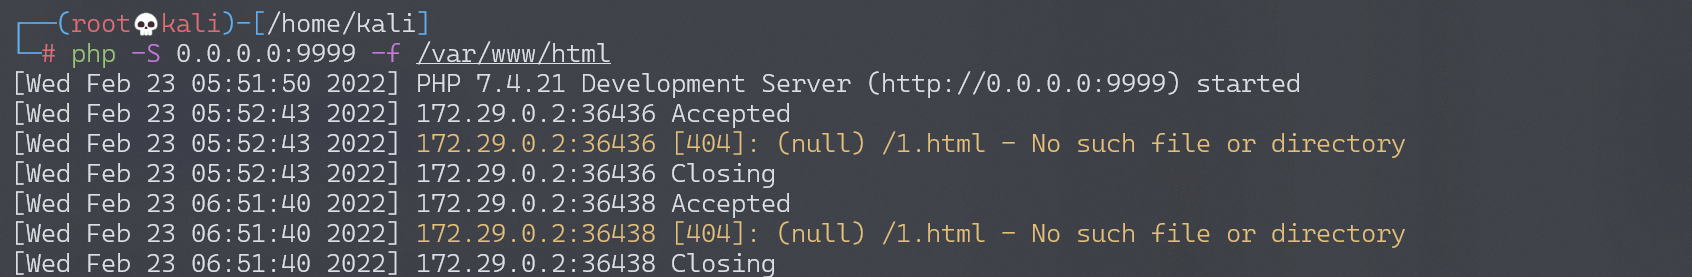 ┌──(root💀kali)-[/home/kali]
└─# php -S 0.0.0.0:9999 -f /var/www/html
[Wed Feb 23 05:51:50 2022] PHP 7.4.21 Development Server (http://0.0.0.0:9999) started
[Wed Feb 23 05:52:43 2022] 172.29.0.2:36436 Accepted
[Wed Feb 23 05:52:43 2022] 172.29.0.2:36436 [404]: (null) /1.html - No such file or directory
[Wed Feb 23 05:52:43 2022] 172.29.0.2:36436 Closing
[Wed Feb 23 06:51:40 2022] 172.29.0.2:36438 Accepted
[Wed Feb 23 06:51:40 2022] 172.29.0.2:36438 [404]: (null) /1.html - No such file or directory
[Wed Feb 23 06:51:40 2022] 172.29.0.2:36438 Closing